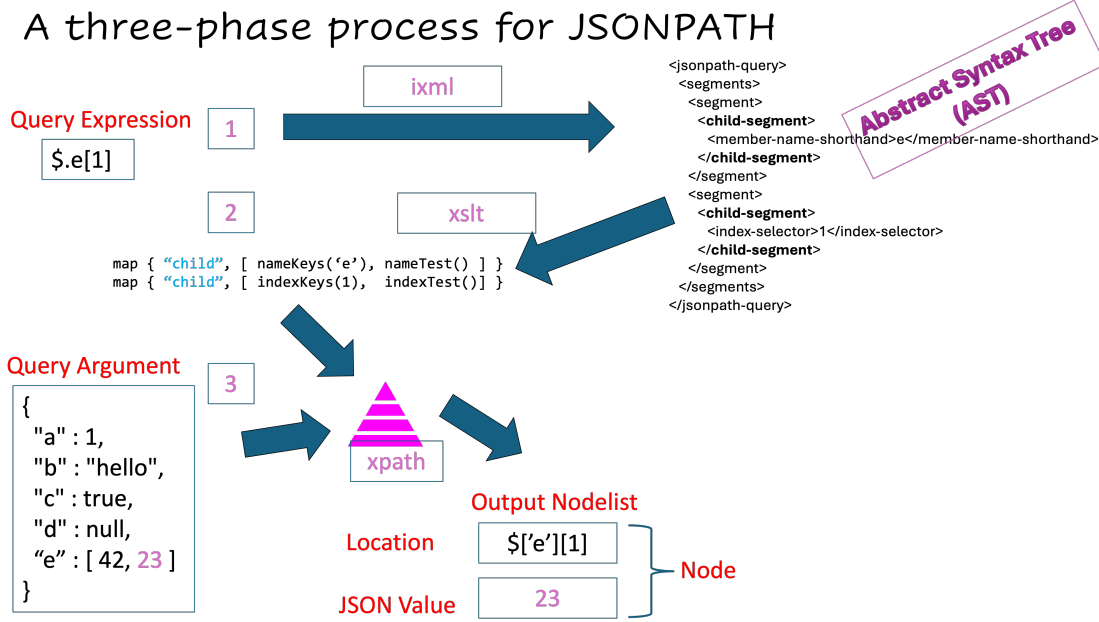 A three-phase process for JSONPATH
Query Expression
$.e[1]
1
ixml
<jsonpath-query>
<segments>
<segment>
<child-segment>
<member-name-shorthand>e</member-name-shorthand>
</child-segment>
</segment>
<segment>
<child-segment>
<index-selector>1</index-selector>
</child-segment>
</segment>
</segments>
</jsonpath-query>
Abstract Syntax Tree
(AST)
2
xslt
map { “child”, [ nameKeys(‘e’), nameTest() ] }
map { “child”, [ indexKeys(1), indexTest()] }
Query Argument
{
"a" : 1,
"b" : "hello",
"c" : true,
"d" : null,
“e” : [ 42, 23 ]
}
3
xpath
Output Nodelist
Location
$[’e’][1]
JSON Value
23
Node